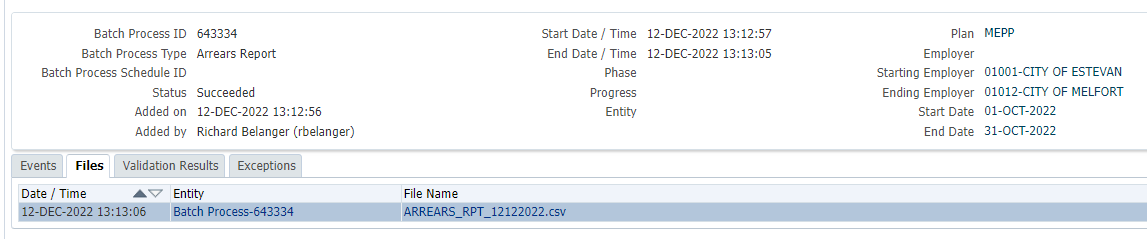 Batch Process ID 643334
Batch Process Type Arrears Report
Batch Process Schedule ID
Status Succeeded
Added on 12-DEC-2022 13:12:56
Added by Richard Belanger (rbelanger)
Start Date / Time 12-DEC-2022 13:12:57
End Date / Time 12-DEC-2022 13:13:05
Phase
Progress
Entity
Plan MEPP
Employer
Starting Employer 01001-CITY OF ESTEVAN
Ending Employer 01012-CITY OF MELFORT
Start Date 01-OCT-2022
End Date 31-OCT-2022
Events Files Validation Results Exceptions
Date / Time Entity File Name
12-DEC-2022 13:13:06 Batch Process-643334 ARREARS_RPT_12122022.csv